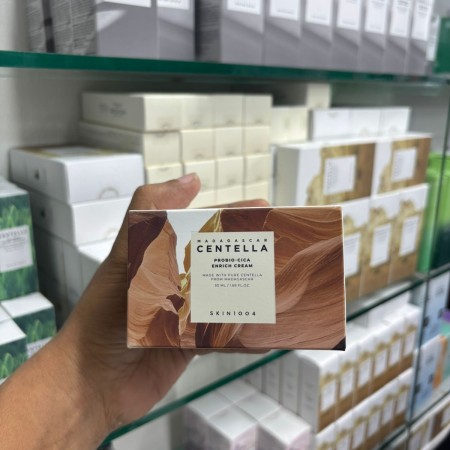 MADAGASCAR
CENTELLA
PROBIO-CICA
ENRICH CREAM
MADE WITH PURE CENTELLA
FROM MADAGASCAR
50 ML / 1.69 FL.OZ
SKIN1004
CENTELLA